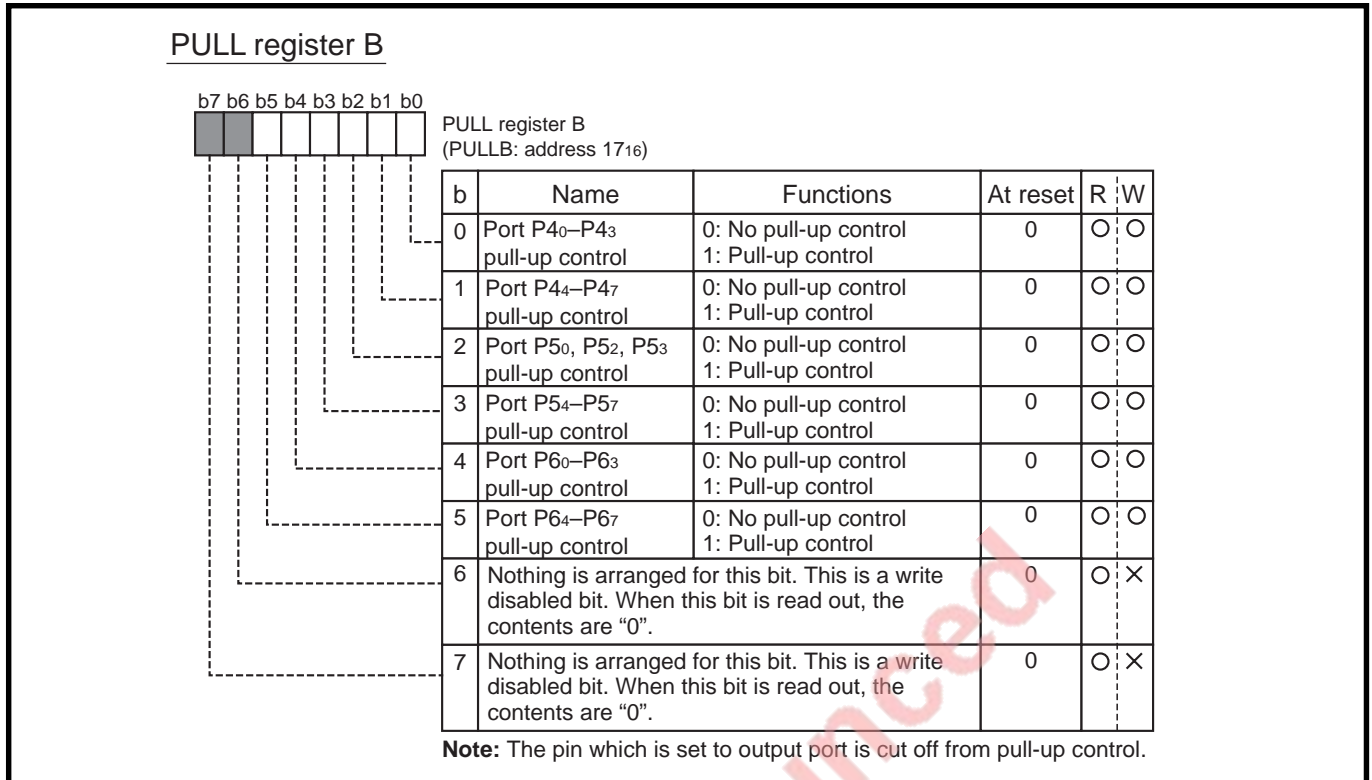 PULL register B
b7 b6 b5 b4 b3 b2 b1 b0
PULL register B
(PULLB: address 1716)
b Name Functions At reset R W
0 Port P40–P43 0: No pull-up control 0 O O
pull-up control 1: Pull-up control
1 Port P44–P47 0: No pull-up control 0 O O
pull-up control 1: Pull-up control
2 Port P50, P52, P53 0: No pull-up control 0 O O
pull-up control 1: Pull-up control
3 Port P54–P57 0: No pull-up control 0 O O
pull-up control 1: Pull-up control
4 Port P60–P63 0: No pull-up control 0 O O
pull-up control 1: Pull-up control
5 Port P64–P67 0: No pull-up control 0 O O
pull-up control 1: Pull-up control
6 Nothing is arranged for this bit. This is a write 0 O ×
disabled bit. When this bit is read out, the
contents are “0”.
7 Nothing is arranged for this bit. This is a write 0 O ×
disabled bit. When this bit is read out, the
contents are “0”.
Note: The pin which is set to output port is cut off from pull-up control.